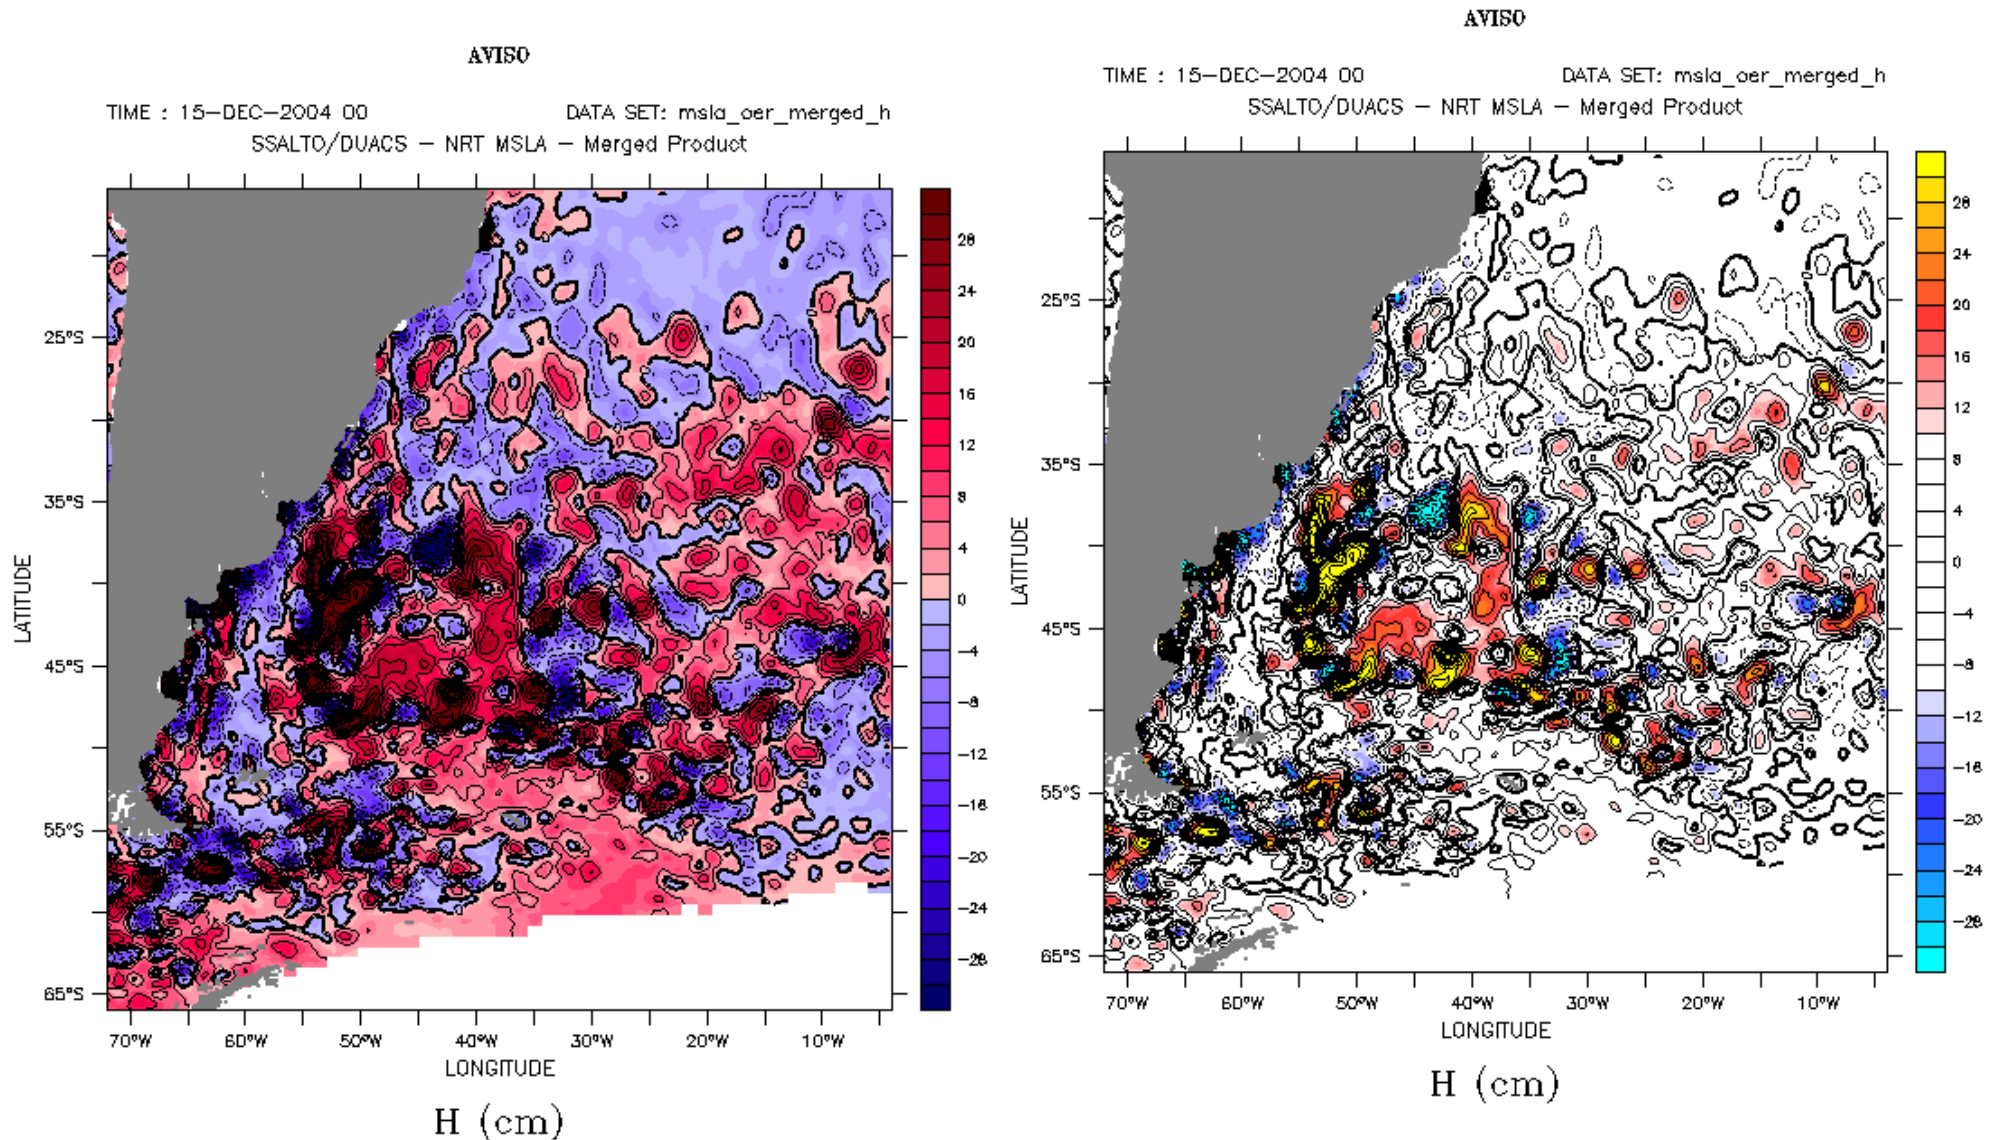 AVISO
TIME : 15-DEC-2004 00 DATA SET: msla_oer_merged_h
SSALTO/DUACS - NRT MSLA - Merged Product
28
24
20
16
12
8
4
0
-4
-8
-12
-16
-20
-24
-28
25°S
35°S
45°S
55°S
65°S
LATITUDE
70°W 60°W 50°W 40°W 30°W 20°W 10°W
LONGITUDE
H (cm)
AVISO
TIME : 15-DEC-2004 00 DATA SET: msla_oer_merged_h
SSALTO/DUACS - NRT MSLA - Merged Product
28
24
20
16
12
8
4
0
-4
-8
-12
-16
-20
-24
-28
25°S
35°S
45°S
55°S
65°S
LATITUDE
70°W 60°W 50°W 40°W 30°W 20°W 10°W
LONGITUDE
H (cm)